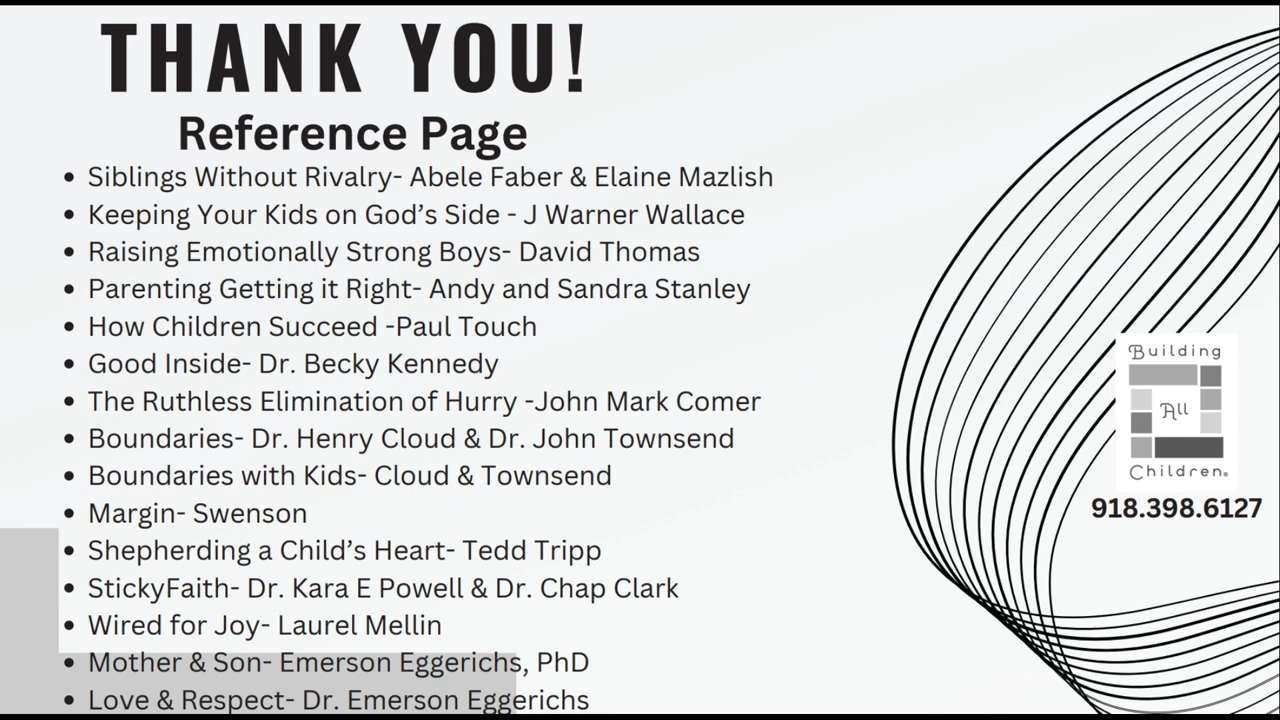 THANK YOU!
Reference Page
• Siblings Without Rivalry- Abele Faber & Elaine Mazlish
• Keeping Your Kids on God’s Side - J Warner Wallace
• Raising Emotionally Strong Boys- David Thomas
• Parenting Getting it Right- Andy and Sandra Stanley
• How Children Succeed -Paul Touch
• Good Inside- Dr. Becky Kennedy
• The Ruthless Elimination of Hurry -John Mark Comer
• Boundaries- Dr. Henry Cloud & Dr. John Townsend
• Boundaries with Kids- Cloud & Townsend
• Margin- Swenson
• Shepherding a Child’s Heart- Tedd Tripp
• StickyFaith- Dr. Kara E Powell & Dr. Chap Clark
• Wired for Joy- Laurel Mellin
• Mother & Son- Emerson Eggerichs, PhD
• Love & Respect- Dr. Emerson Eggerichs
Building
All
Children®
918.398.6127